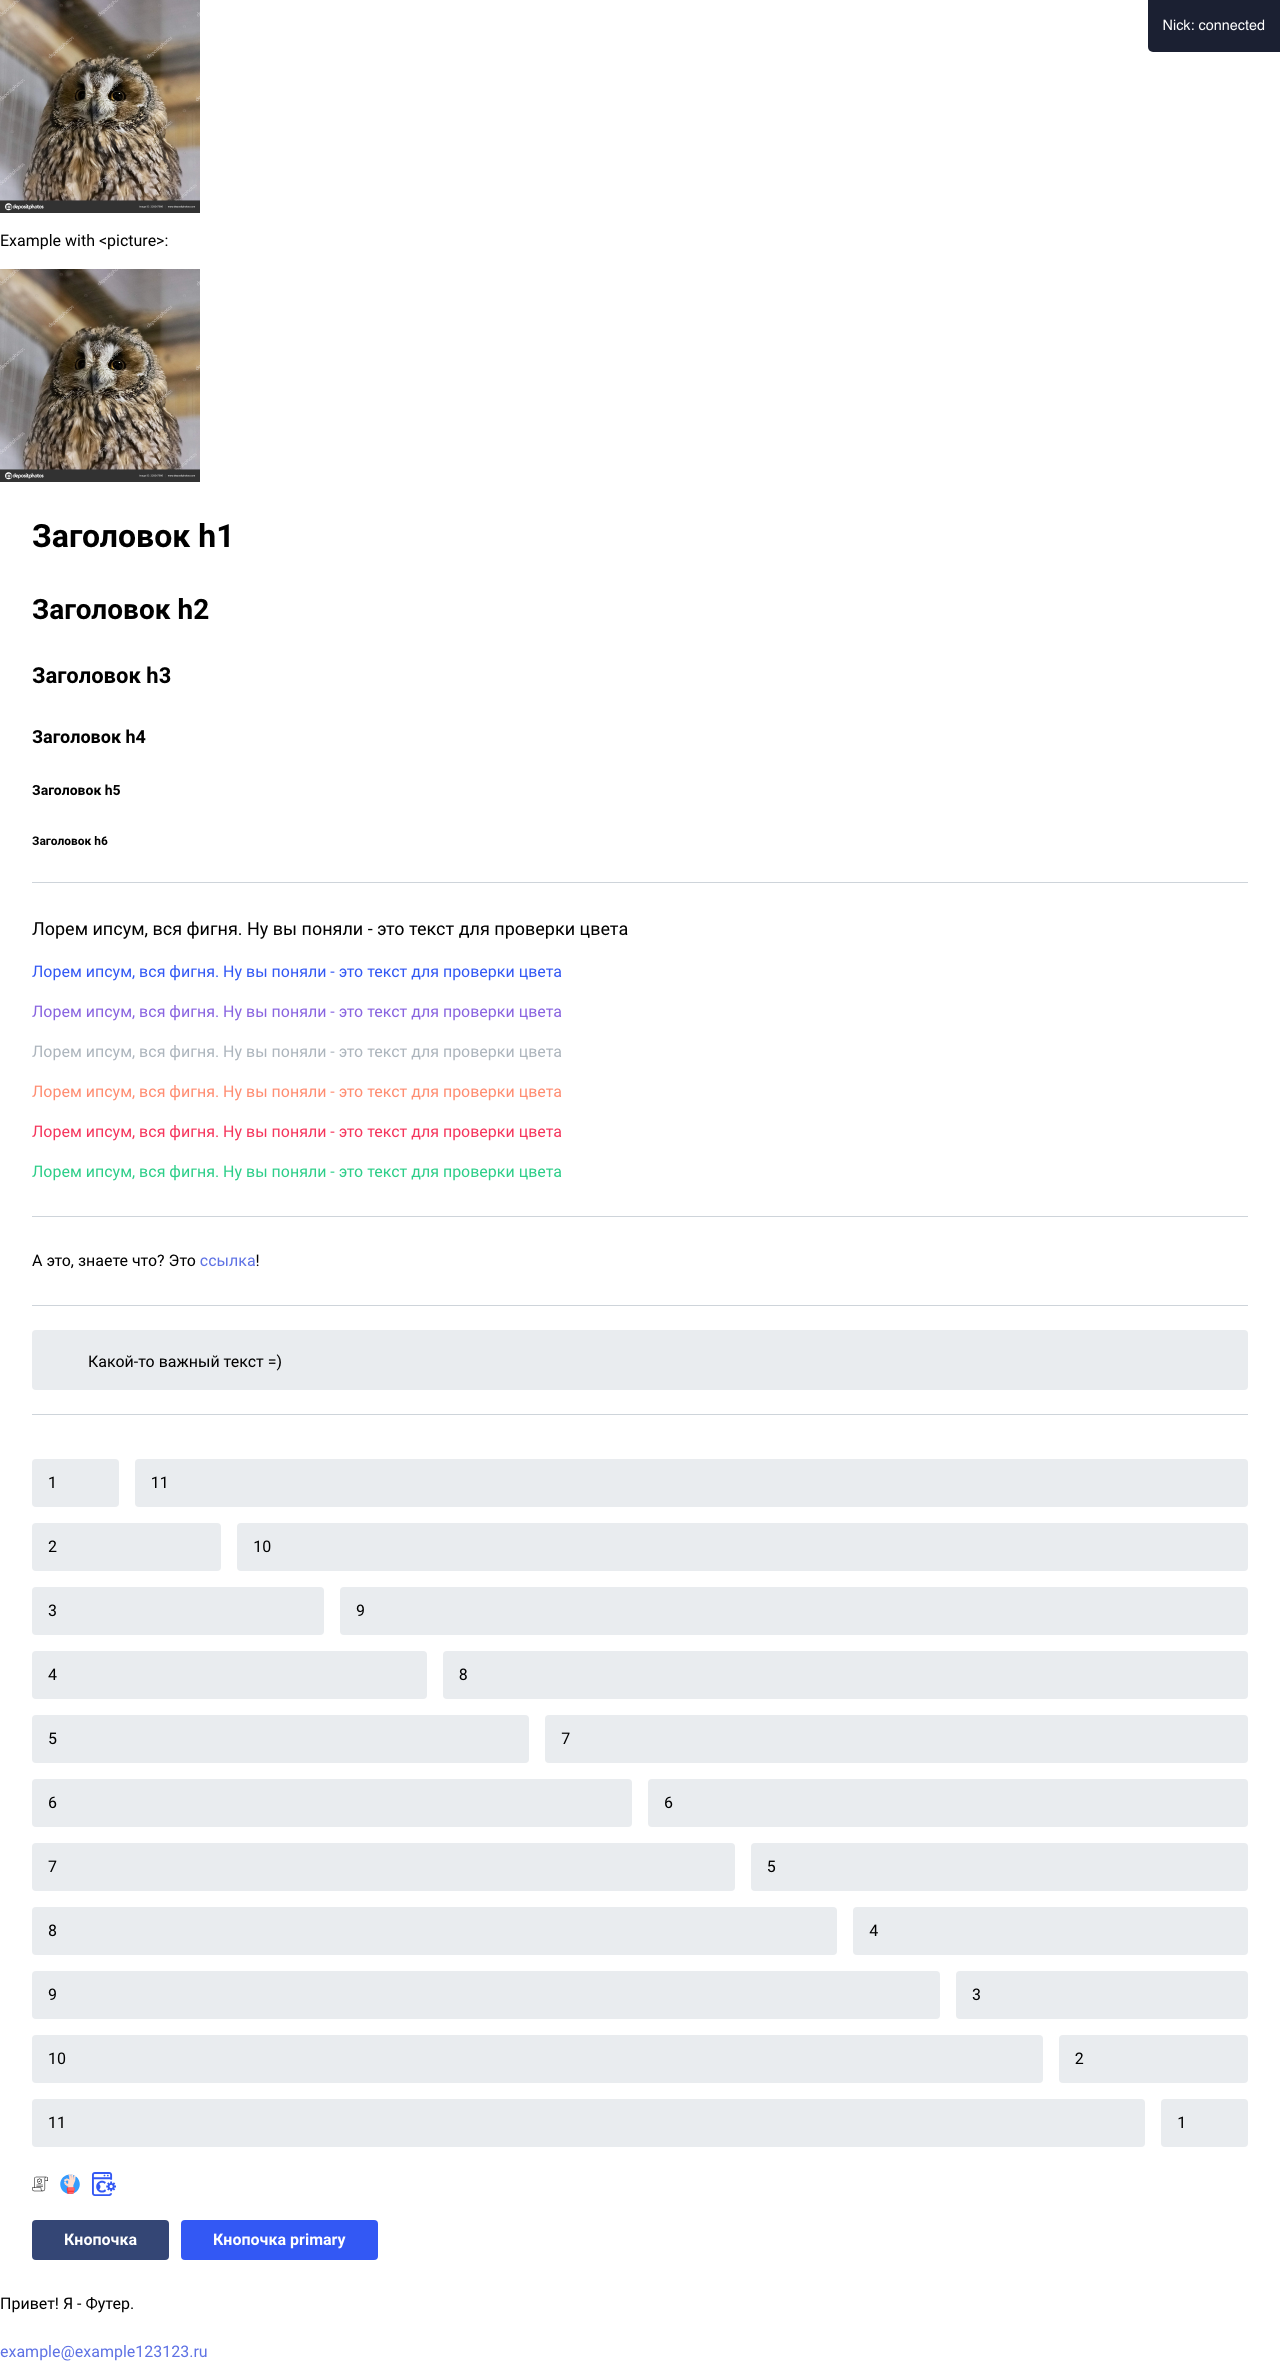 Nick: connected
depositphotos
Example with <picture>:
depositphotos
Заголовок h1
Заголовок h2
Заголовок h3
Заголовок h4
Заголовок h5
Заголовок h6
Лорем ипсум, вся фигня. Ну вы поняли - это текст для проверки цвета
Лорем ипсум, вся фигня. Ну вы поняли - это текст для проверки цвета
Лорем ипсум, вся фигня. Ну вы поняли - это текст для проверки цвета
Лорем ипсум, вся фигня. Ну вы поняли - это текст для проверки цвета
Лорем ипсум, вся фигня. Ну вы поняли - это текст для проверки цвета
Лорем ипсум, вся фигня. Ну вы поняли - это текст для проверки цвета
Лорем ипсум, вся фигня. Ну вы поняли - это текст для проверки цвета
А это, знаете что? Это ссылка!
Какой-то важный текст =)
1 11
2 10
3 9
4 8
5 7
6 6
7 5
8 4
9 3
10 2
11 1
Кнопочка Кнопочка primary
Привет! Я - Футер.
example@example123123.ru